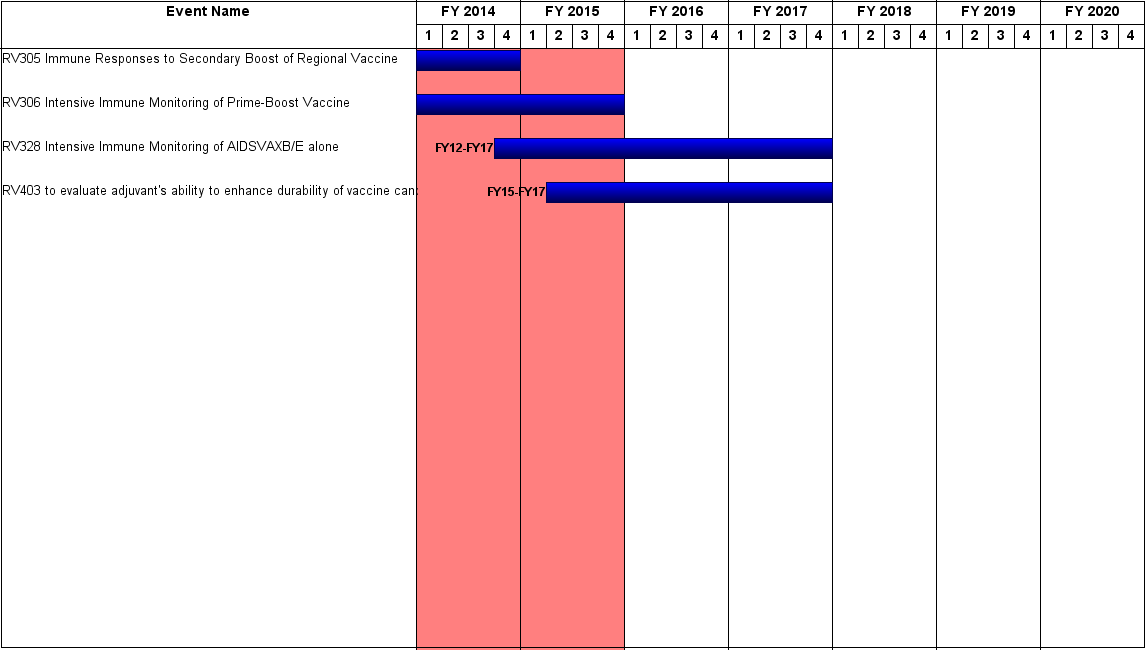 Event Name FY 2014 FY 2015 FY 2016 FY 2017 FY 2018 FY 2019 FY 2020
1 2 3 4 1 2 3 4 1 2 3 4 1 2 3 4 1 2 3 4 1 2 3 4 1 2 3 4
RV305 Immune Responses to Secondary Boost of Regional Vaccine
RV306 Intensive Immune Monitoring of Prime-Boost Vaccine
RV328 Intensive Immune Monitoring of AIDSVAXB/E alone FY12-FY17
RV403 to evaluate adjuvant's ability to enhance durability of vaccine can FY15-FY17